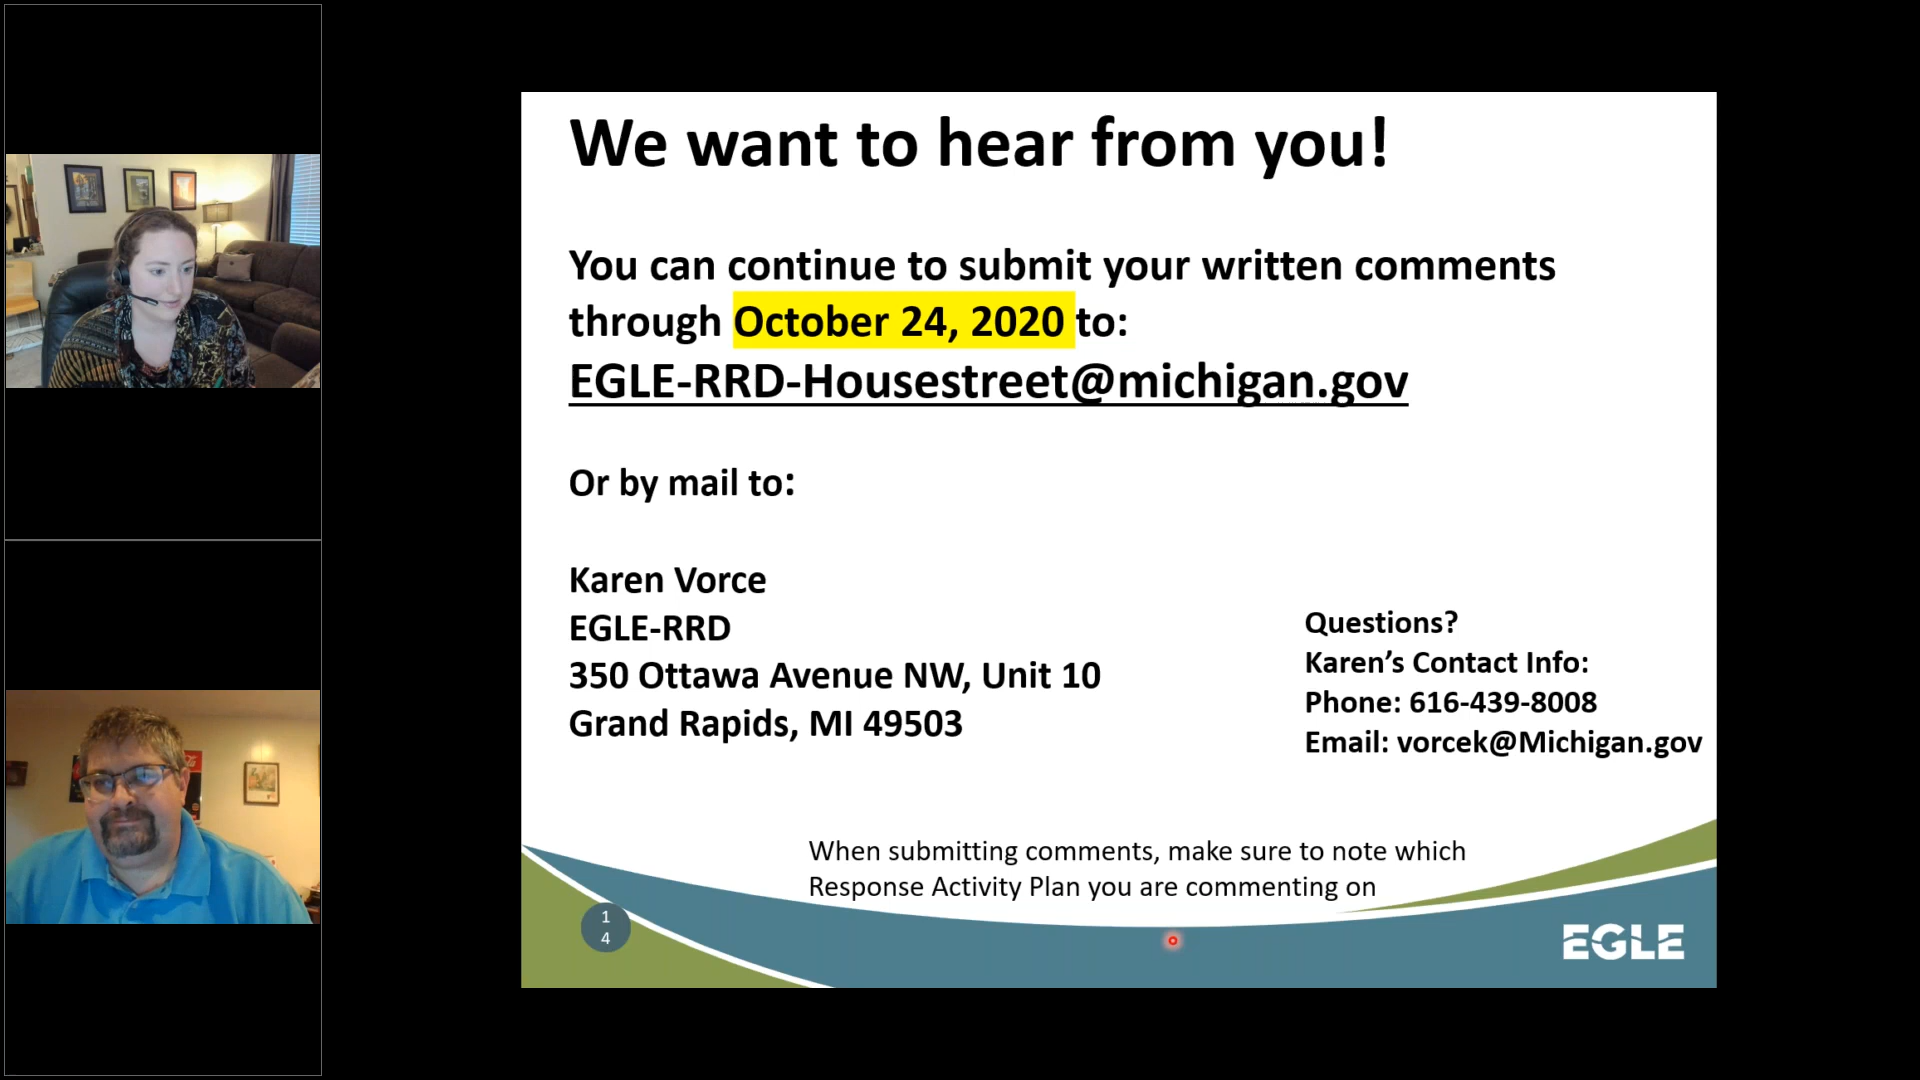 We want to hear from you!
You can continue to submit your written comments
through October 24, 2020 to:
EGLE-RRD-Housestreet@michigan.gov
Or by mail to:
Karen Vorce
EGLE-RRD
350 Ottawa Avenue NW, Unit 10
Grand Rapids, MI 49503
Questions?
Karen’s Contact Info:
Phone: 616-439-8008
Email: vorcek@Michigan.gov
When submitting comments, make sure to note which
Response Activity Plan you are commenting on
1
4
EGLE